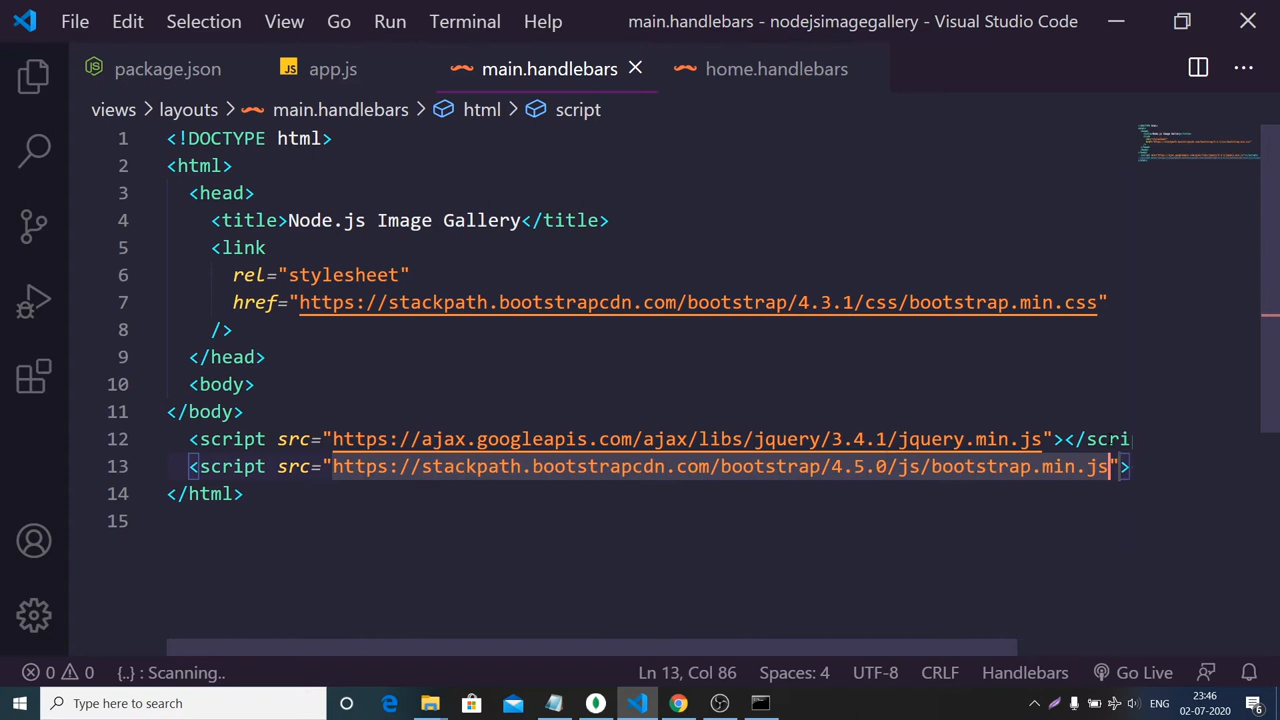 File Edit Selection View Go Run Terminal Help main.handlebars - nodejsimagegallery - Visual Studio Code
package.json JS app.js main.handlebars home.handlebars
views layouts main.handlebars html script
1 <!DOCTYPE html>
2 <html>
3 <head>
4 <title>Node.js Image Gallery</title>
5 <link
6 rel="stylesheet"
7 href="https://stackpath.bootstrapcdn.com/bootstrap/4.3.1/css/bootstrap.min.css"
8 />
9 </head>
10 <body>
11 </body>
12 <script src="https://ajax.googleapis.com/ajax/libs/jquery/3.4.1/jquery.min.js"></scri
13 <script src="https://stackpath.bootstrapcdn.com/bootstrap/4.5.0/js/bootstrap.min.js">
14 </html>
15
0 0 {..} : Scanning.. Ln 13, Col 86 Spaces: 4 UTF-8 CRLF Handlebars Go Live
Type here to search ENG 23:46 02-07-2020 6